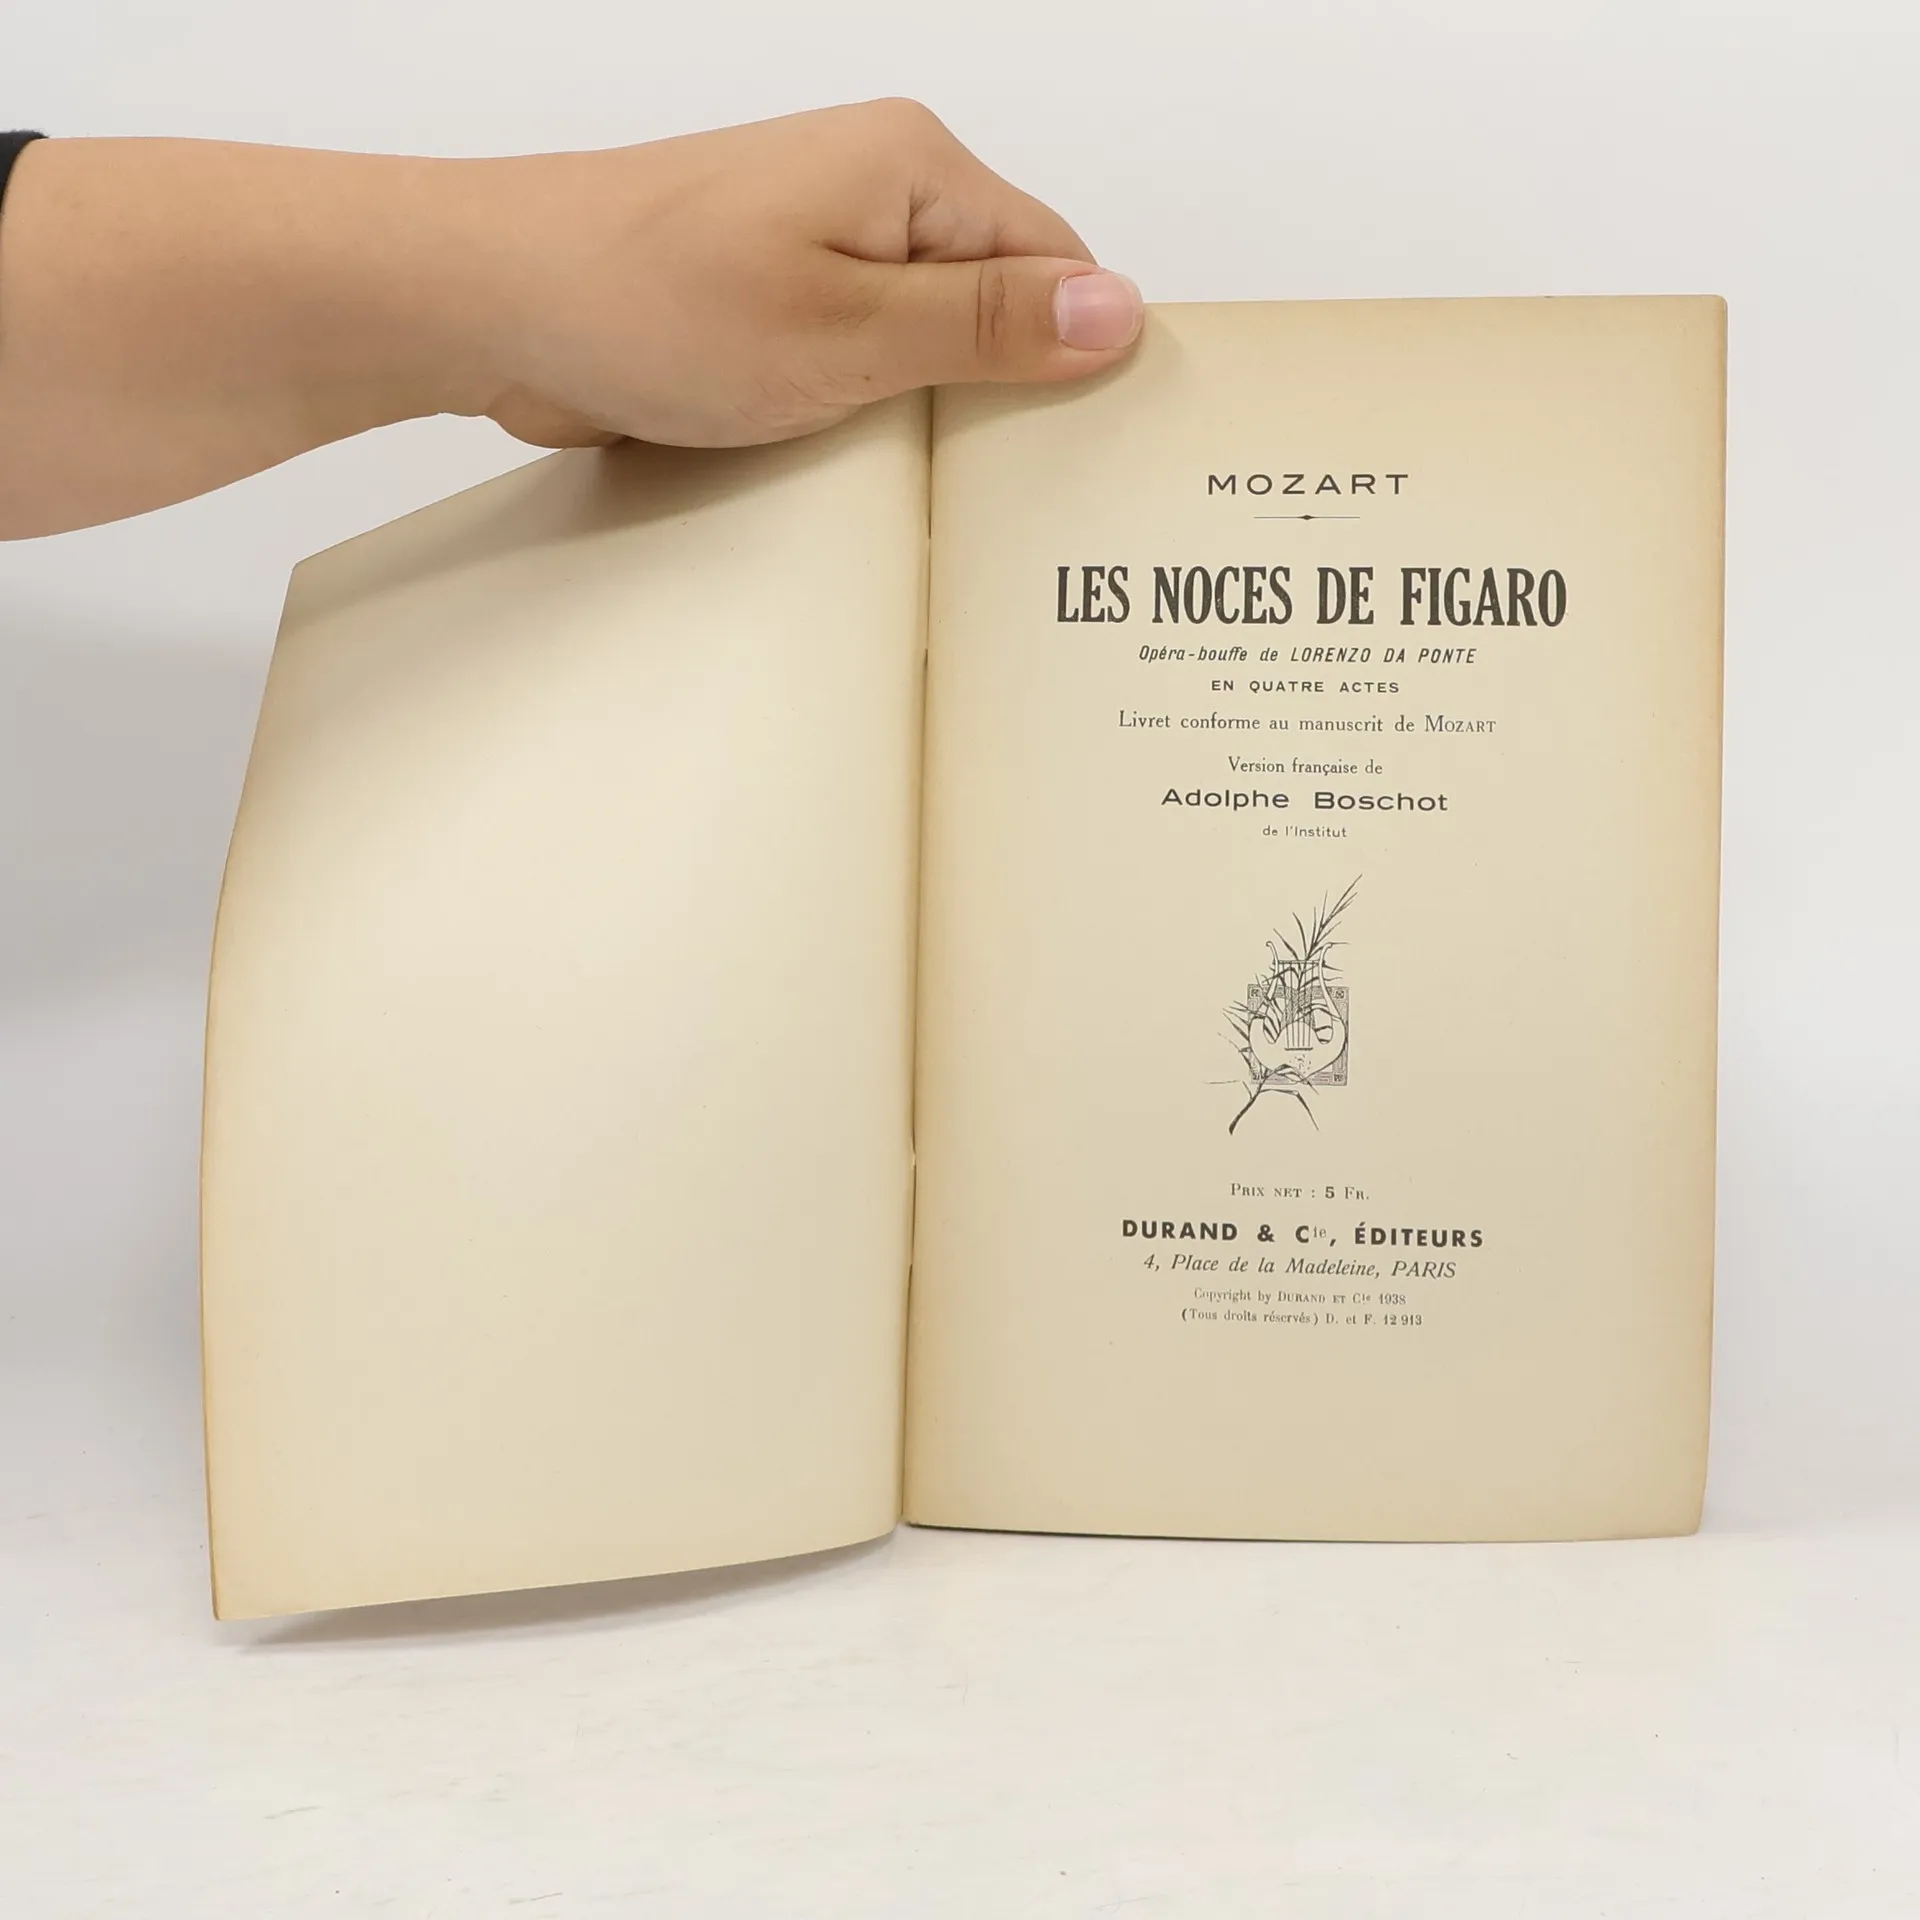 MOZART
LES NOCES DE FIGARO
Opéra-bouffe de LORENZO DA PONTE
EN QUATRE ACTES
Livret conforme au manuscrit de MOZART
Version française de
Adolphe Boschot
de l'Institut
PRIX NET : 5 FR.
DURAND & Cie, ÉDITEURS
4, Place de la Madeleine, PARIS
Copyright by DURAND ET Cie 1938
(Tous droits réservés) D. et F. 12 913